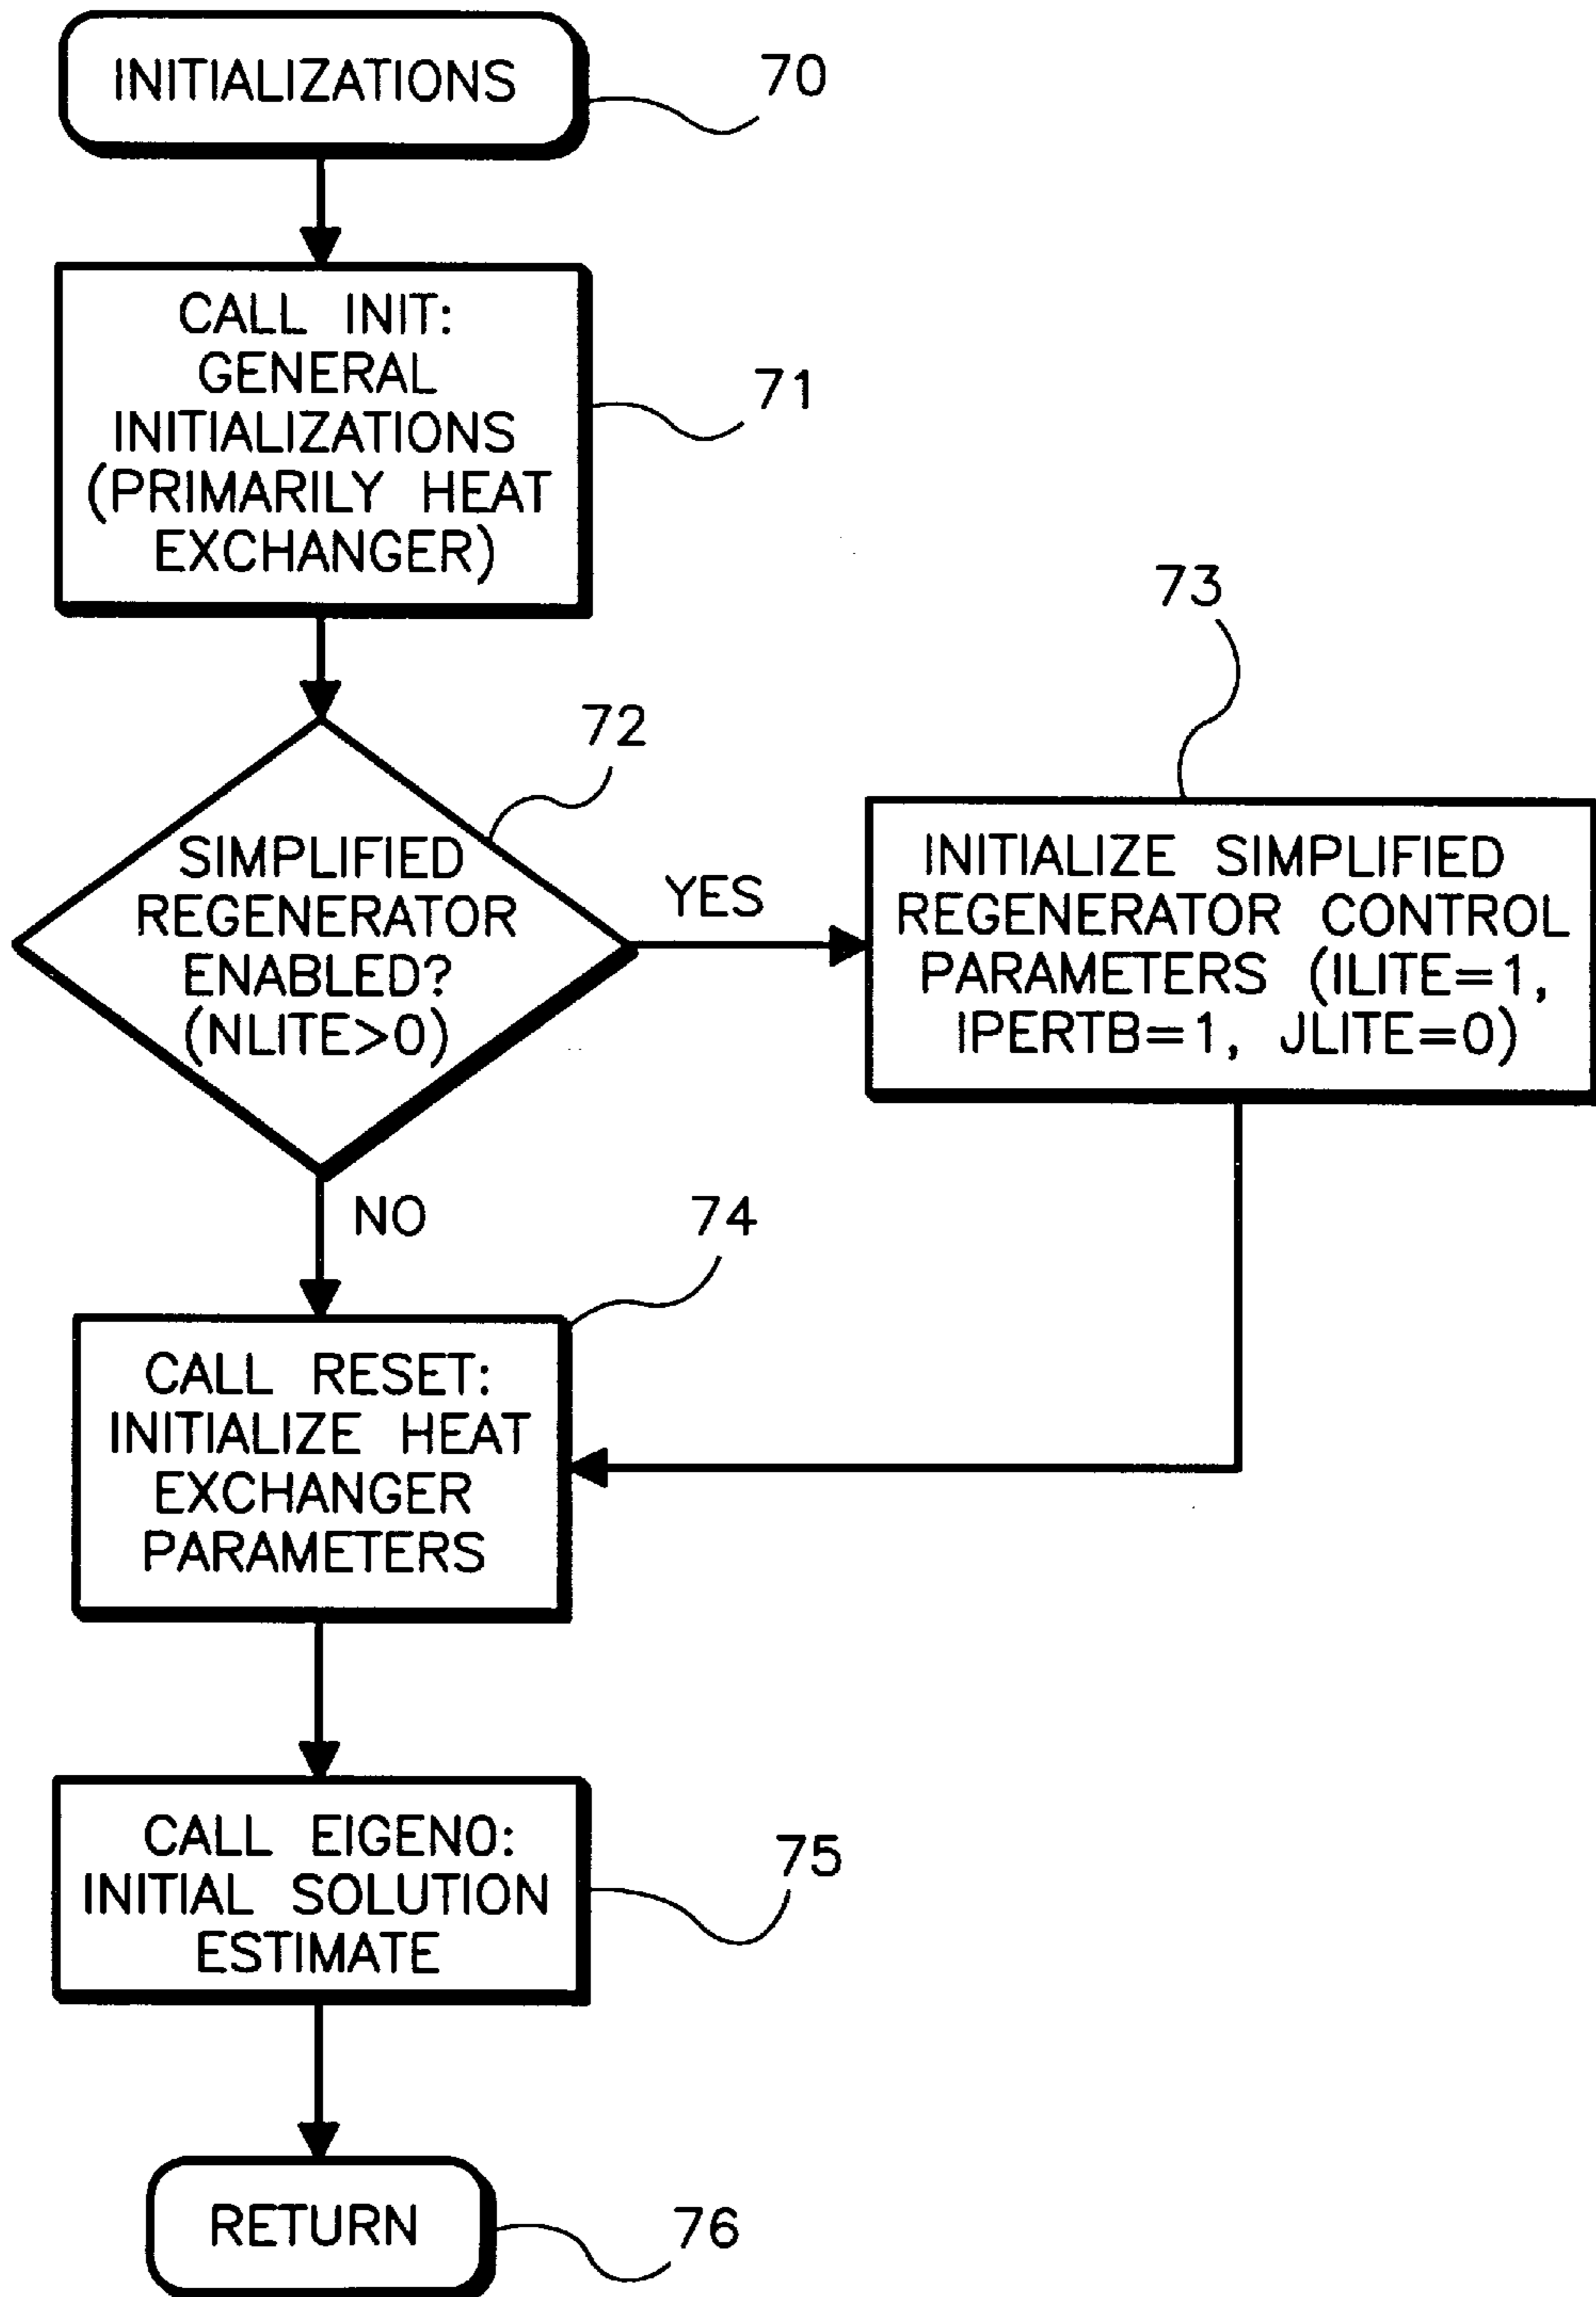 INITIALIZATIONS
70
CALL INIT:
GENERAL
INITIALIZATIONS
(PRIMARILY HEAT
EXCHANGER)
71
72
SIMPLIFIED
REGENERATOR
ENABLED?
(NLITE>0)
YES
73
INITIALIZE SIMPLIFIED
REGENERATOR CONTROL
PARAMETERS (ILITE=1,
IPERTB=1, JLITE=0)
NO
74
CALL RESET:
INITIALIZE HEAT
EXCHANGER
PARAMETERS
CALL EIGENO:
INITIAL SOLUTION
ESTIMATE
75
RETURN
76